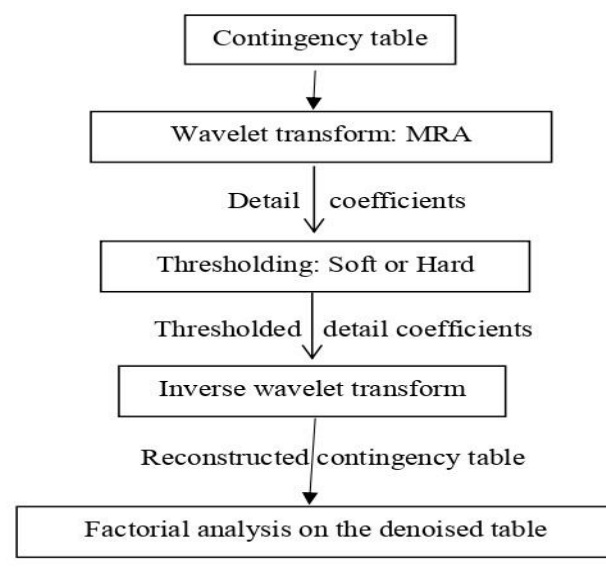 Contingency table
Wavelet transform: MRA
Detail coefficients
Thresholding: Soft or Hard
Thresholded detail coefficients
Inverse wavelet transform
Reconstructed contingency table
Factorial analysis on the denoised table